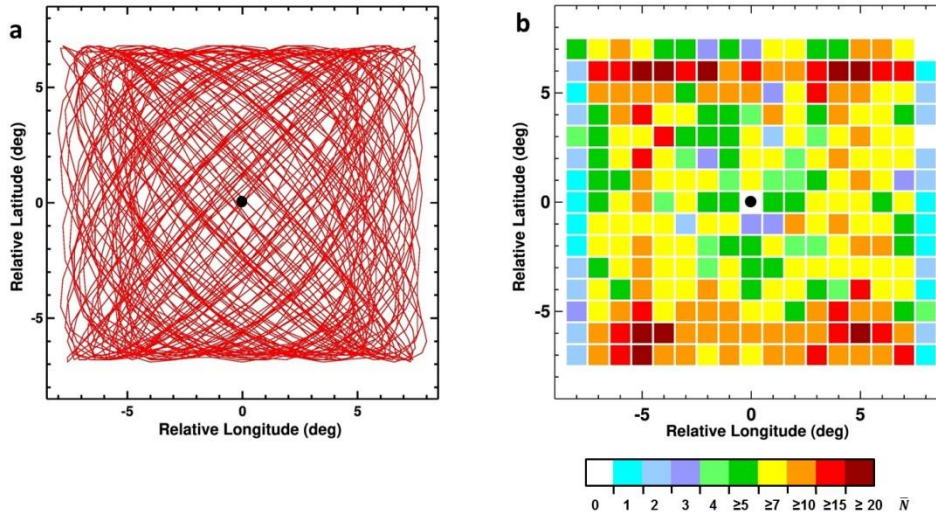 a
5
0
-5
Relative Latitude (deg)
-5 0 5
Relative Longitude (deg)
b
5
0
-5
Relative Latitude (deg)
-5 0 5
Relative Longitude (deg)
0 1 2 3 4 ≥5 ≥7 ≥10 ≥15 ≥ 20 N̅